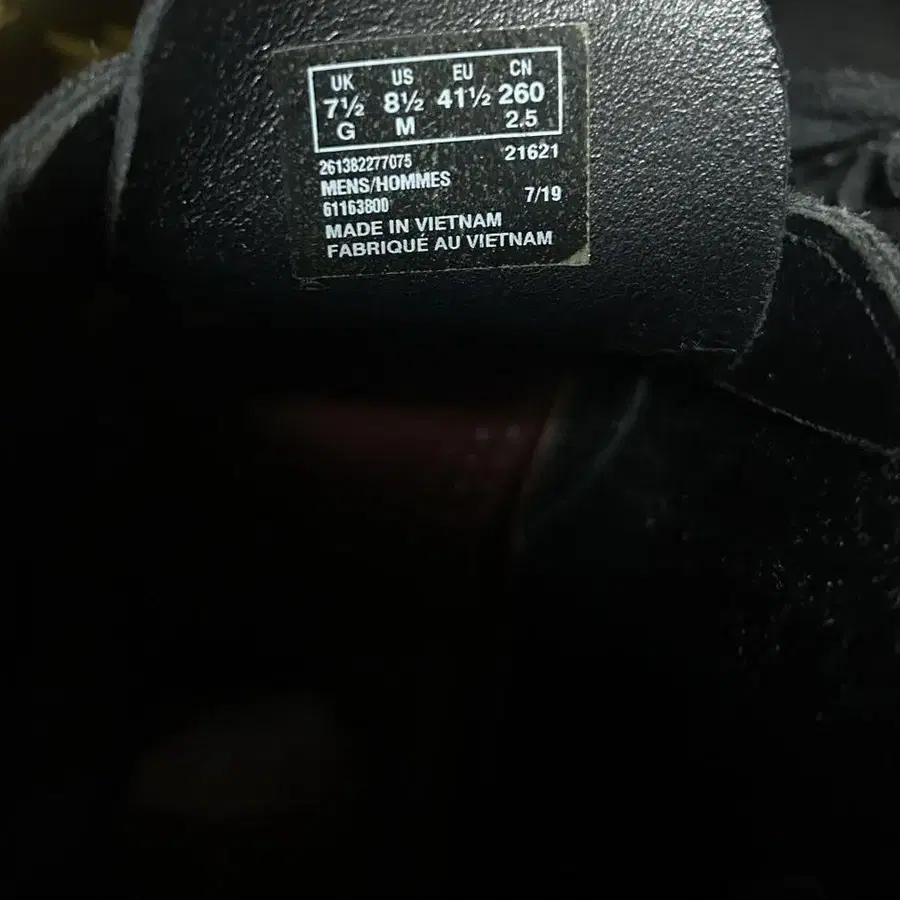 UK US EU CN
7½ 8½ 41½ 260
G M 2.5
261382277075 21621
MENS/HOMMES
61163800 7/19
MADE IN VIETNAM
FABRIQUÉ AU VIETNAM